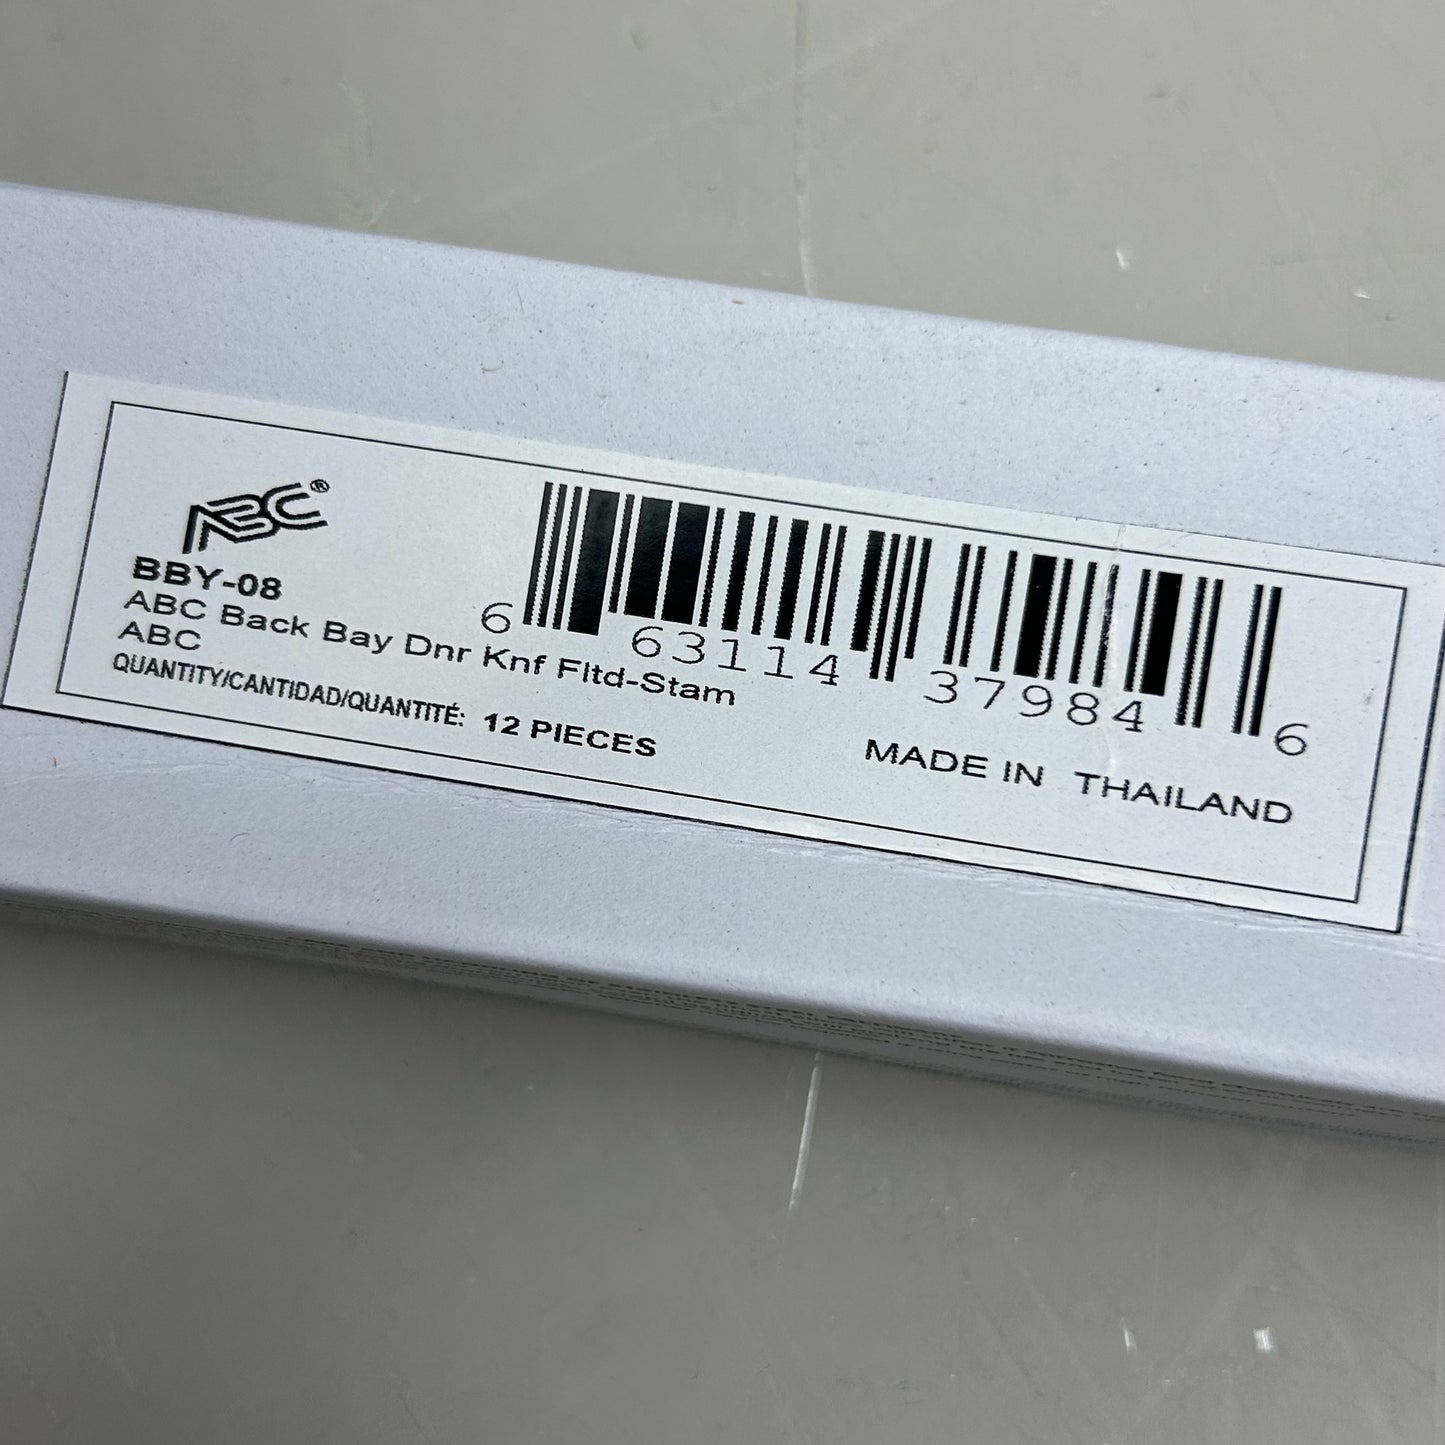 ABC®
BBY-08
ABC Back Bay Dnr Knf Fltd-Stam
ABC
QUANTITY/CANTIDAD/QUANTITÉ: 12 PIECES
6 63114 37984 6
MADE IN THAILAND